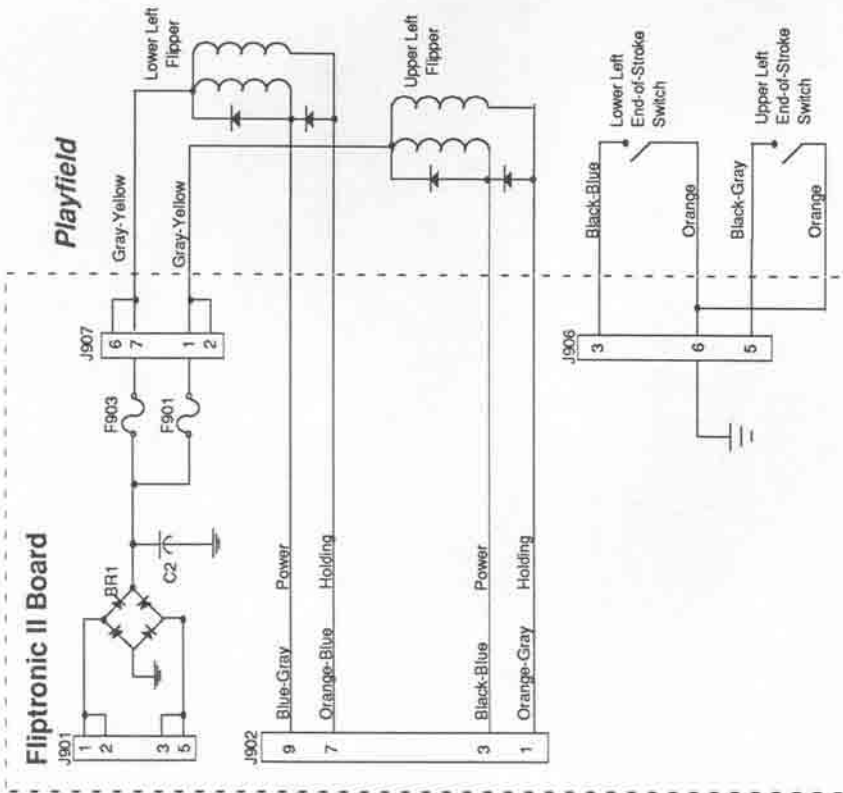 Fliptronic II Board
Playfield
J901
1
2
3
5
BR1
C2
F903
F901
J907
6
7
1
2
Gray-Yellow
Gray-Yellow
Lower Left
Flipper
Upper Left
Flipper
J902
9
7
3
1
Blue-Gray
Power
Orange-Blue
Holding
Black-Blue
Power
Orange-Gray
Holding
J906
3
6
5
Black-Blue
Orange
Black-Gray
Orange
Lower Left
End-of-Stroke
Switch
Upper Left
End-of-Stroke
Switch